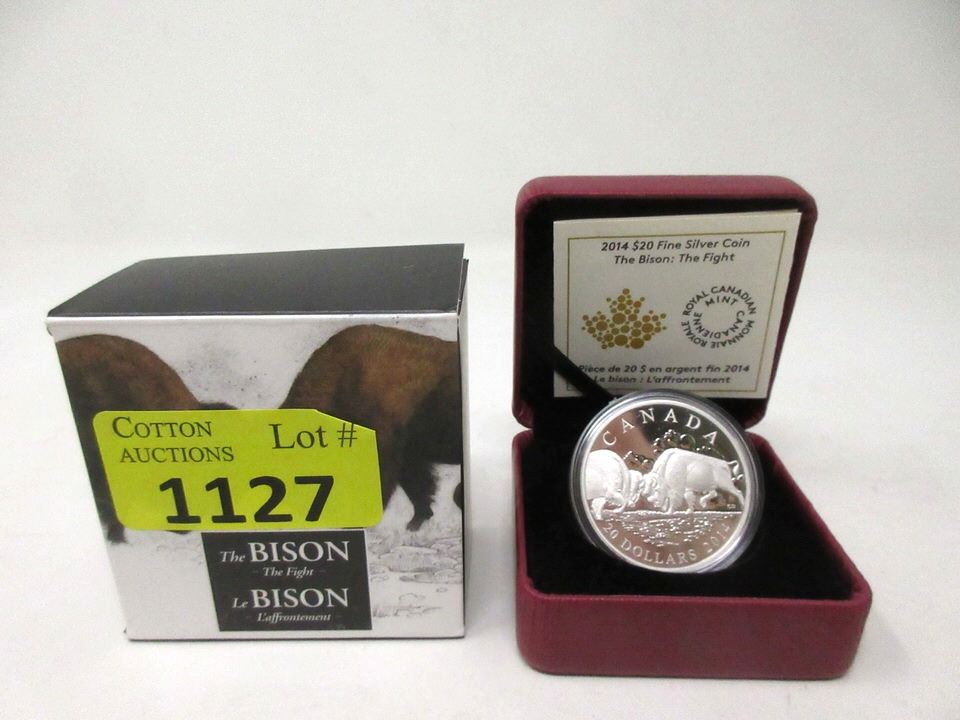 COTTON
AUCTIONS
Lot #
1127
The BISON
- The Fight -
Le BISON
- L'affrontement -
2014 $20 Fine Silver Coin
The Bison: The Fight
ROYAL CANADIAN MINT
MONNAIE ROYALE CANADIENNE
Pièce de 20 $ en argent fin 2014
Le bison : L'affrontement
CANADA
20 DOLLARS 2014